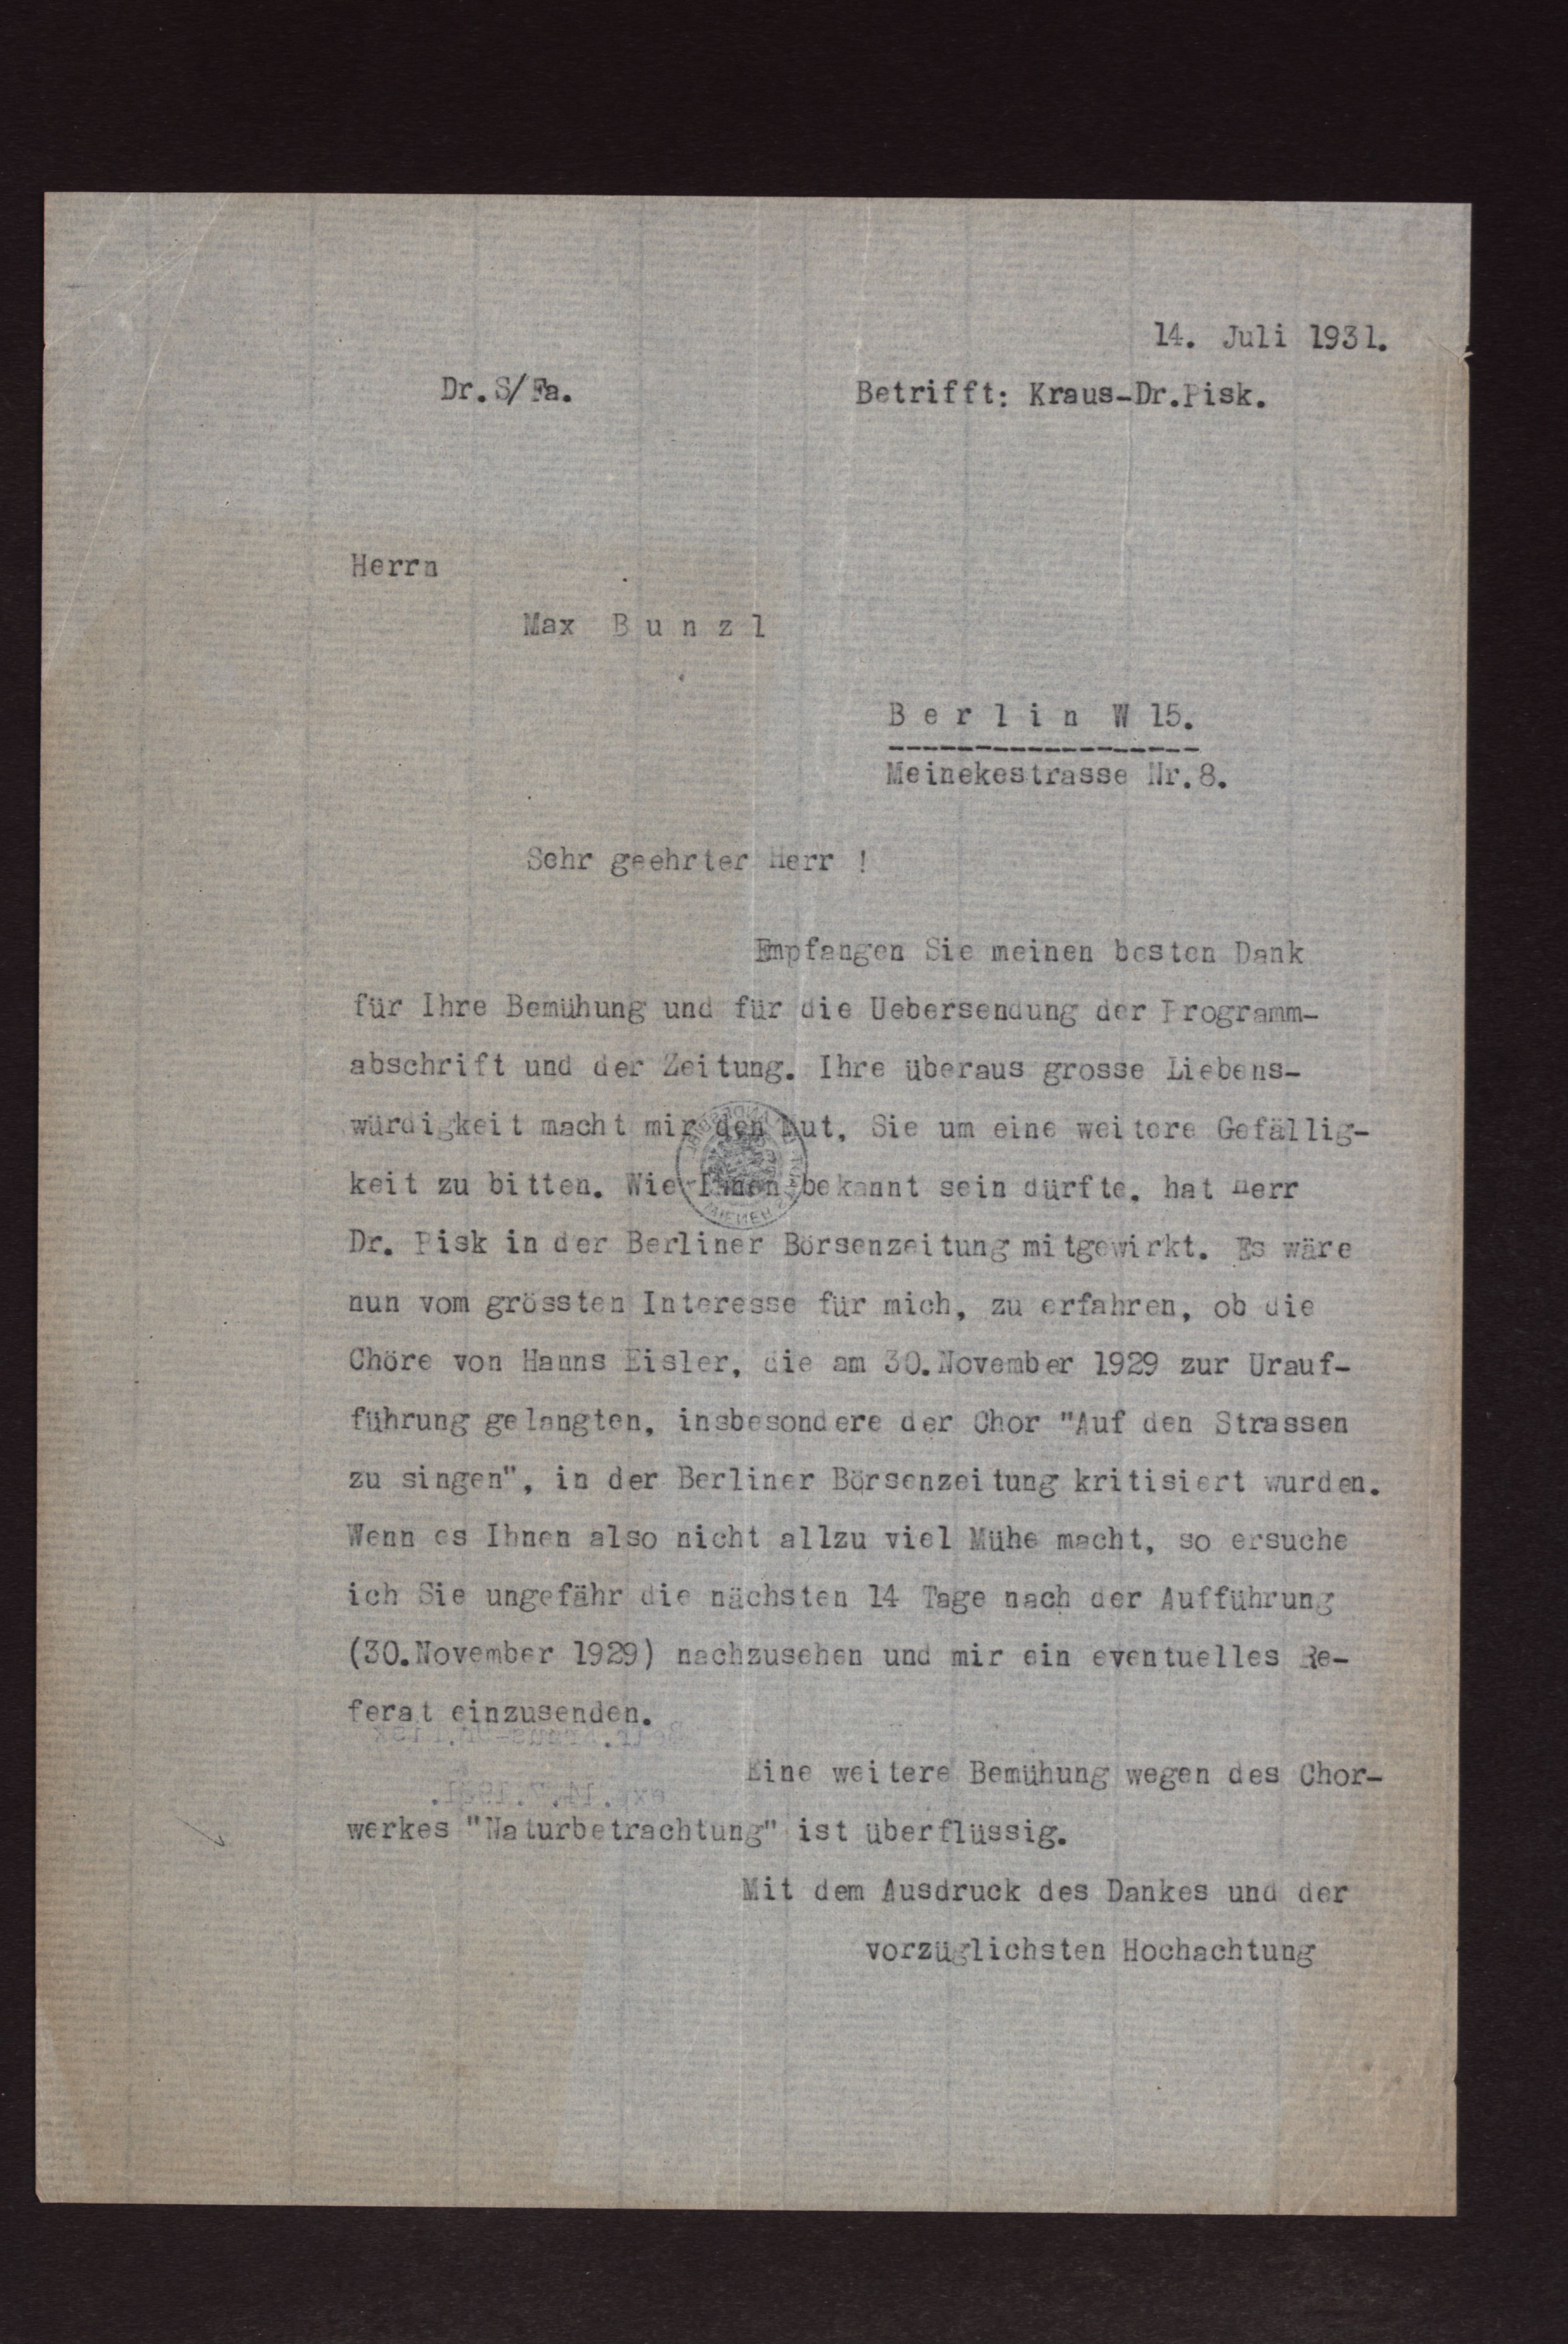 14. Juli 1931.
Dr.S/Fa. Betrifft: Kraus-Dr.Pisk.
Herrn
Max B u n z l
B e r l i n W 15.
------------------
Meinekestrasse Nr.8.
Sehr geehrter Herr !
Empfangen Sie meinen besten Dank
für Ihre Bemühung und für die Uebersendung der Programm-
abschrift und der Zeitung. Ihre überaus grosse Liebens-
würdigkeit macht mir den Mut, Sie um eine weitere Gefällig-
keit zu bitten. Wie Ihnen bekannt sein dürfte, hat Herr
Dr. Pisk in der Berliner Börsenzeitung mitgewirkt. Es wäre
nun vom grössten Interesse für mich, zu erfahren, ob die
Chöre von Hanns Eisler, die am 30.November 1929 zur Urauf-
führung gelangten, insbesondere der Chor "Auf den Strassen
zu singen", in der Berliner Börsenzeitung kritisiert wurden.
Wenn es Ihnen also nicht allzu viel Mühe macht, so ersuche
ich Sie ungefähr die nächsten 14 Tage nach der Aufführung
(30.November 1929) nachzusehen und mir ein eventuelles Re-
ferat einzusenden.
Betr.Kraus-Dr.Pisk
Eine weitere Bemühung wegen des Chor-
exp.14.7.1931.
werkes "Naturbetrachtung" ist überflüssig.
Mit dem Ausdruck des Dankes und der
vorzüglichsten Hochachtung